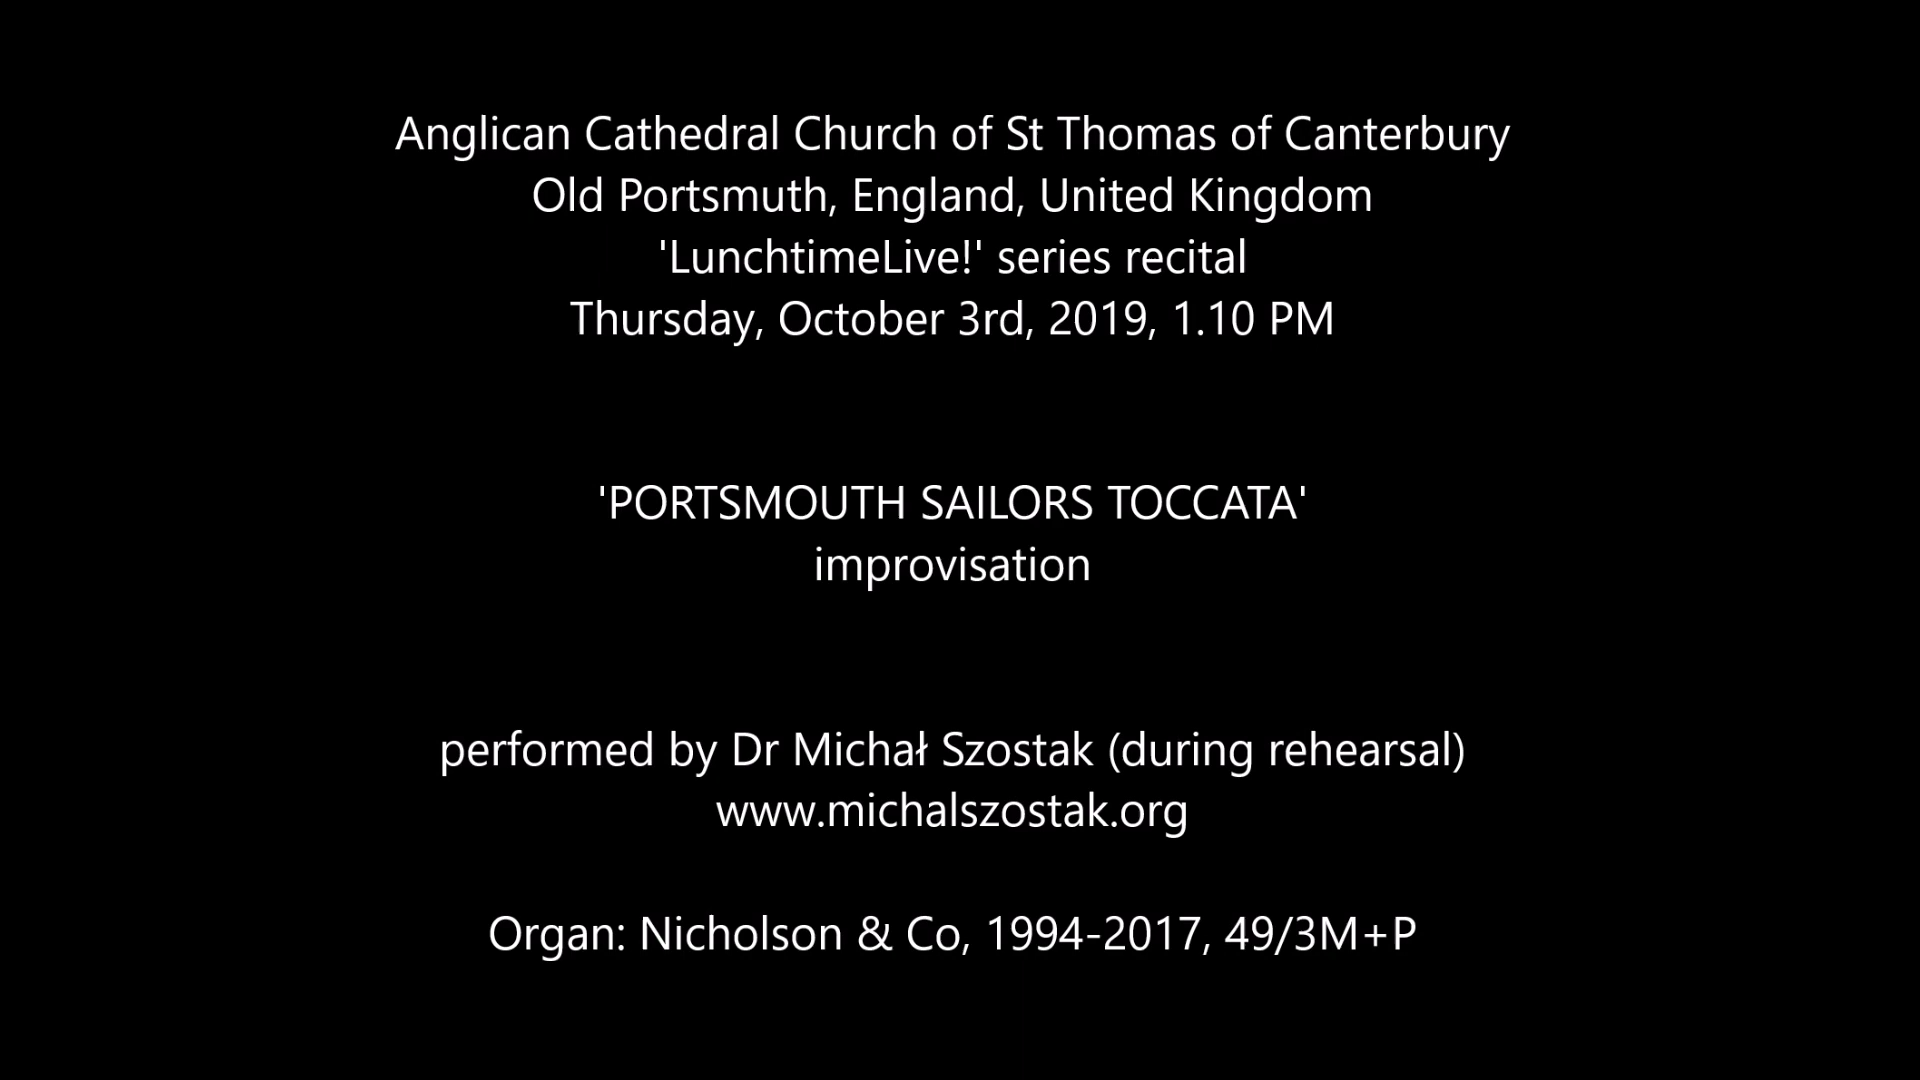 Anglican Cathedral Church of St Thomas of Canterbury
Old Portsmuth, England, United Kingdom
'LunchtimeLive!' series recital
Thursday, October 3rd, 2019, 1.10 PM
'PORTSMOUTH SAILORS TOCCATA'
improvisation
performed by Dr Michał Szostak (during rehearsal)
www.michalszostak.org
Organ: Nicholson & Co, 1994-2017, 49/3M+P